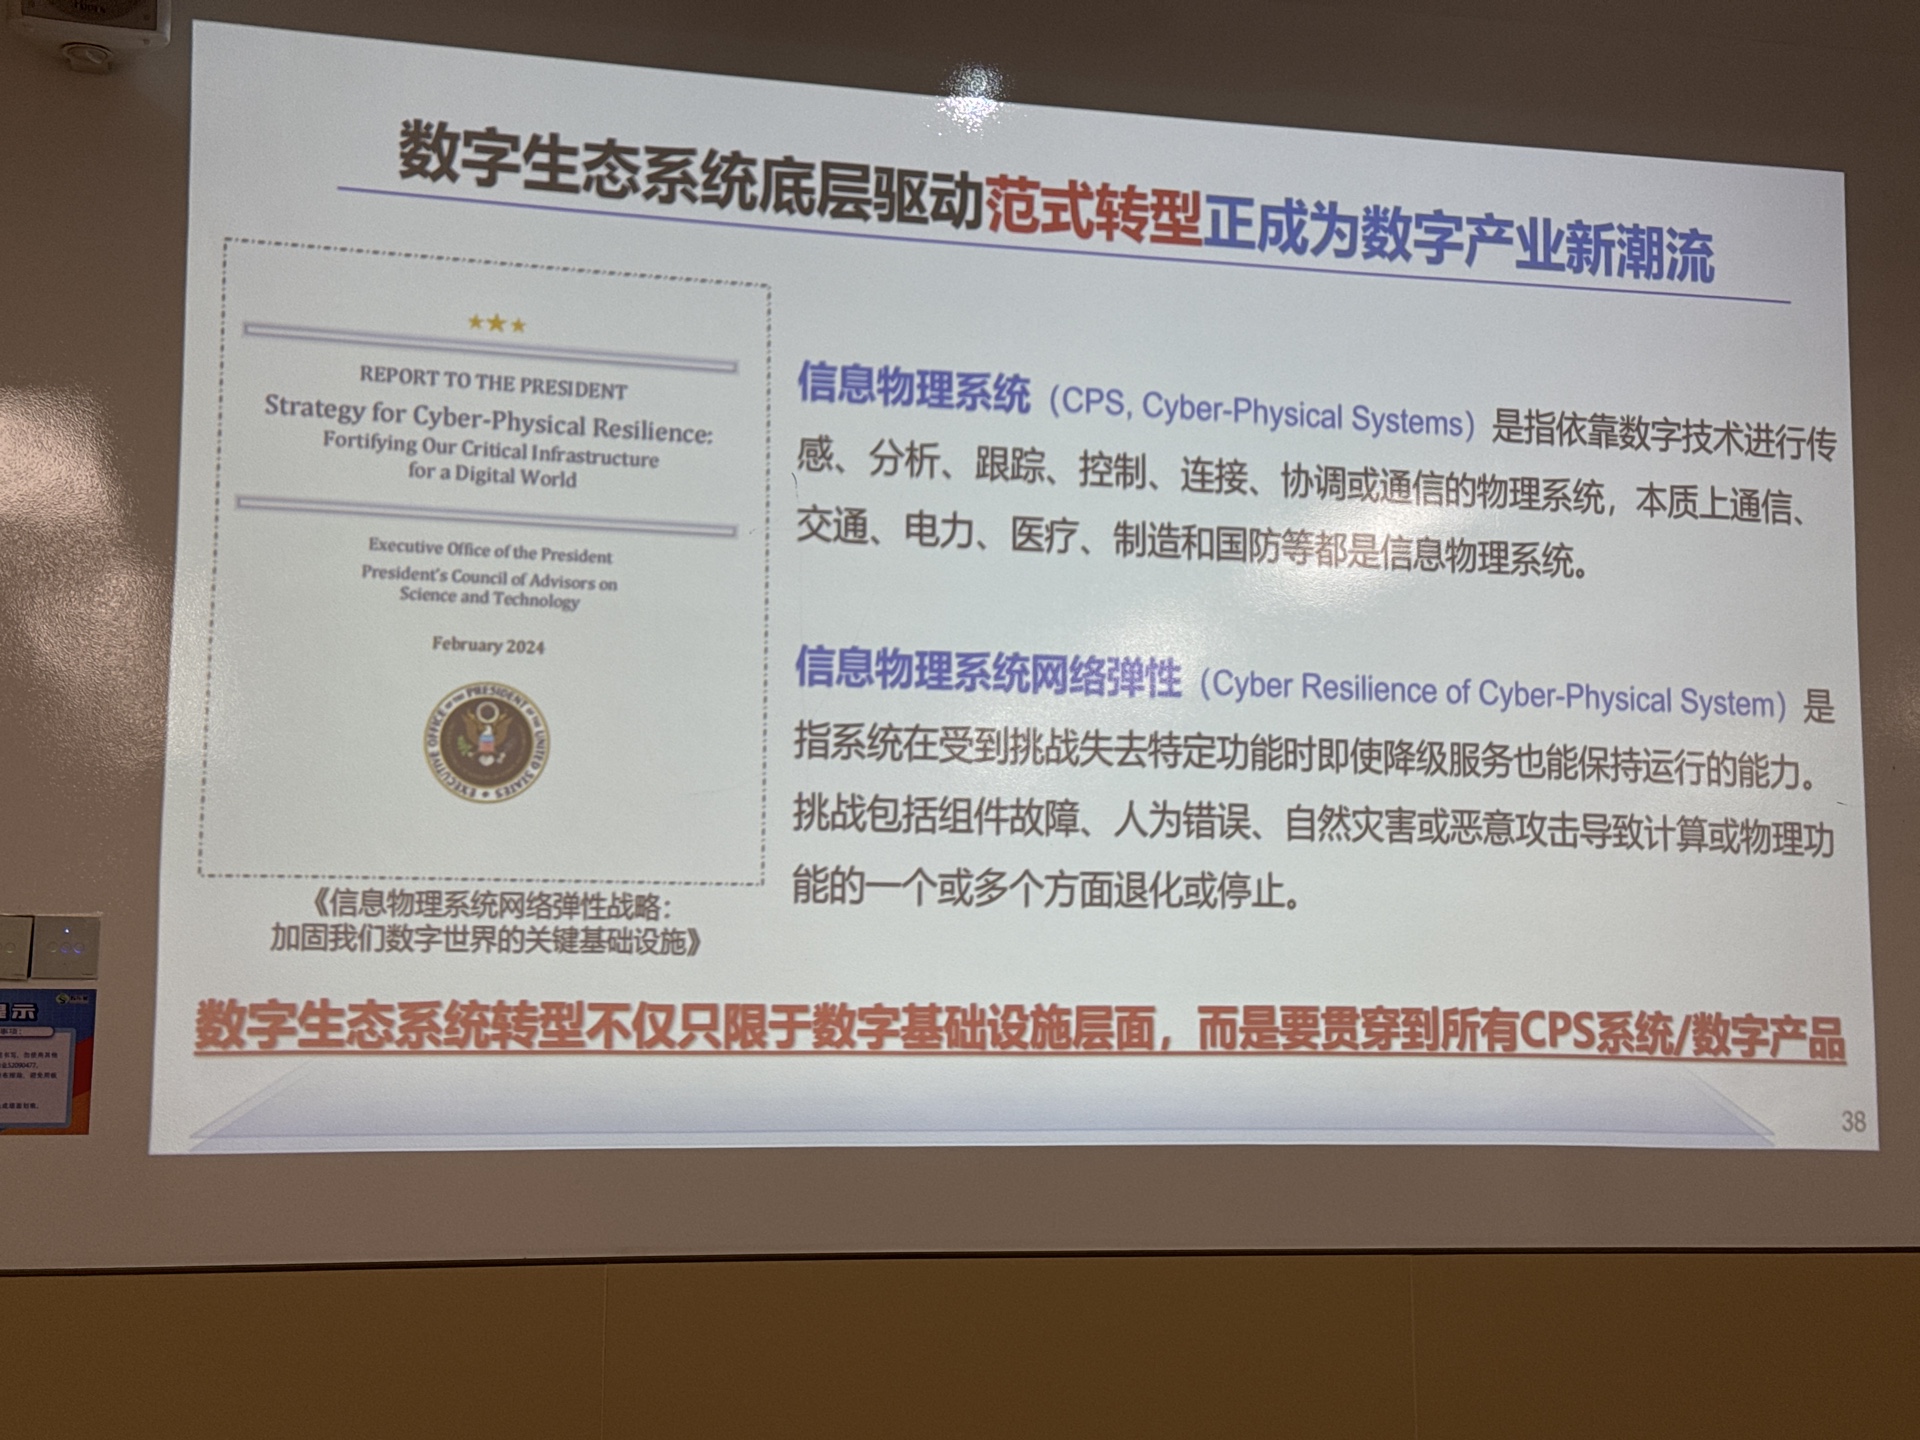 数字生态系统底层驱动范式转型正成为数字产业新潮流
REPORT TO THE PRESIDENT
Strategy for Cyber-Physical Resilience:
Fortifying Our Critical Infrastructure
for a Digital World
Executive Office of the President
President's Council of Advisors on
Science and Technology
February 2024
EXECUTIVE OFFICE OF THE PRESIDENT OF THE UNITED STATES
《信息物理系统网络弹性战略：
加固我们数字世界的关键基础设施》
信息物理系统（CPS, Cyber-Physical Systems）是指依靠数字技术进行传
感、分析、跟踪、控制、连接、协调或通信的物理系统，本质上通信、
交通、电力、医疗、制造和国防等都是信息物理系统。
信息物理系统网络弹性（Cyber Resilience of Cyber-Physical System）是
指系统在受到挑战失去特定功能时即使降级服务也能保持运行的能力。
挑战包括组件故障、人为错误、自然灾害或恶意攻击导致计算或物理功
能的一个或多个方面退化或停止。
数字生态系统转型不仅只限于数字基础设施层面，而是要贯穿到所有CPS系统/数字产品
38